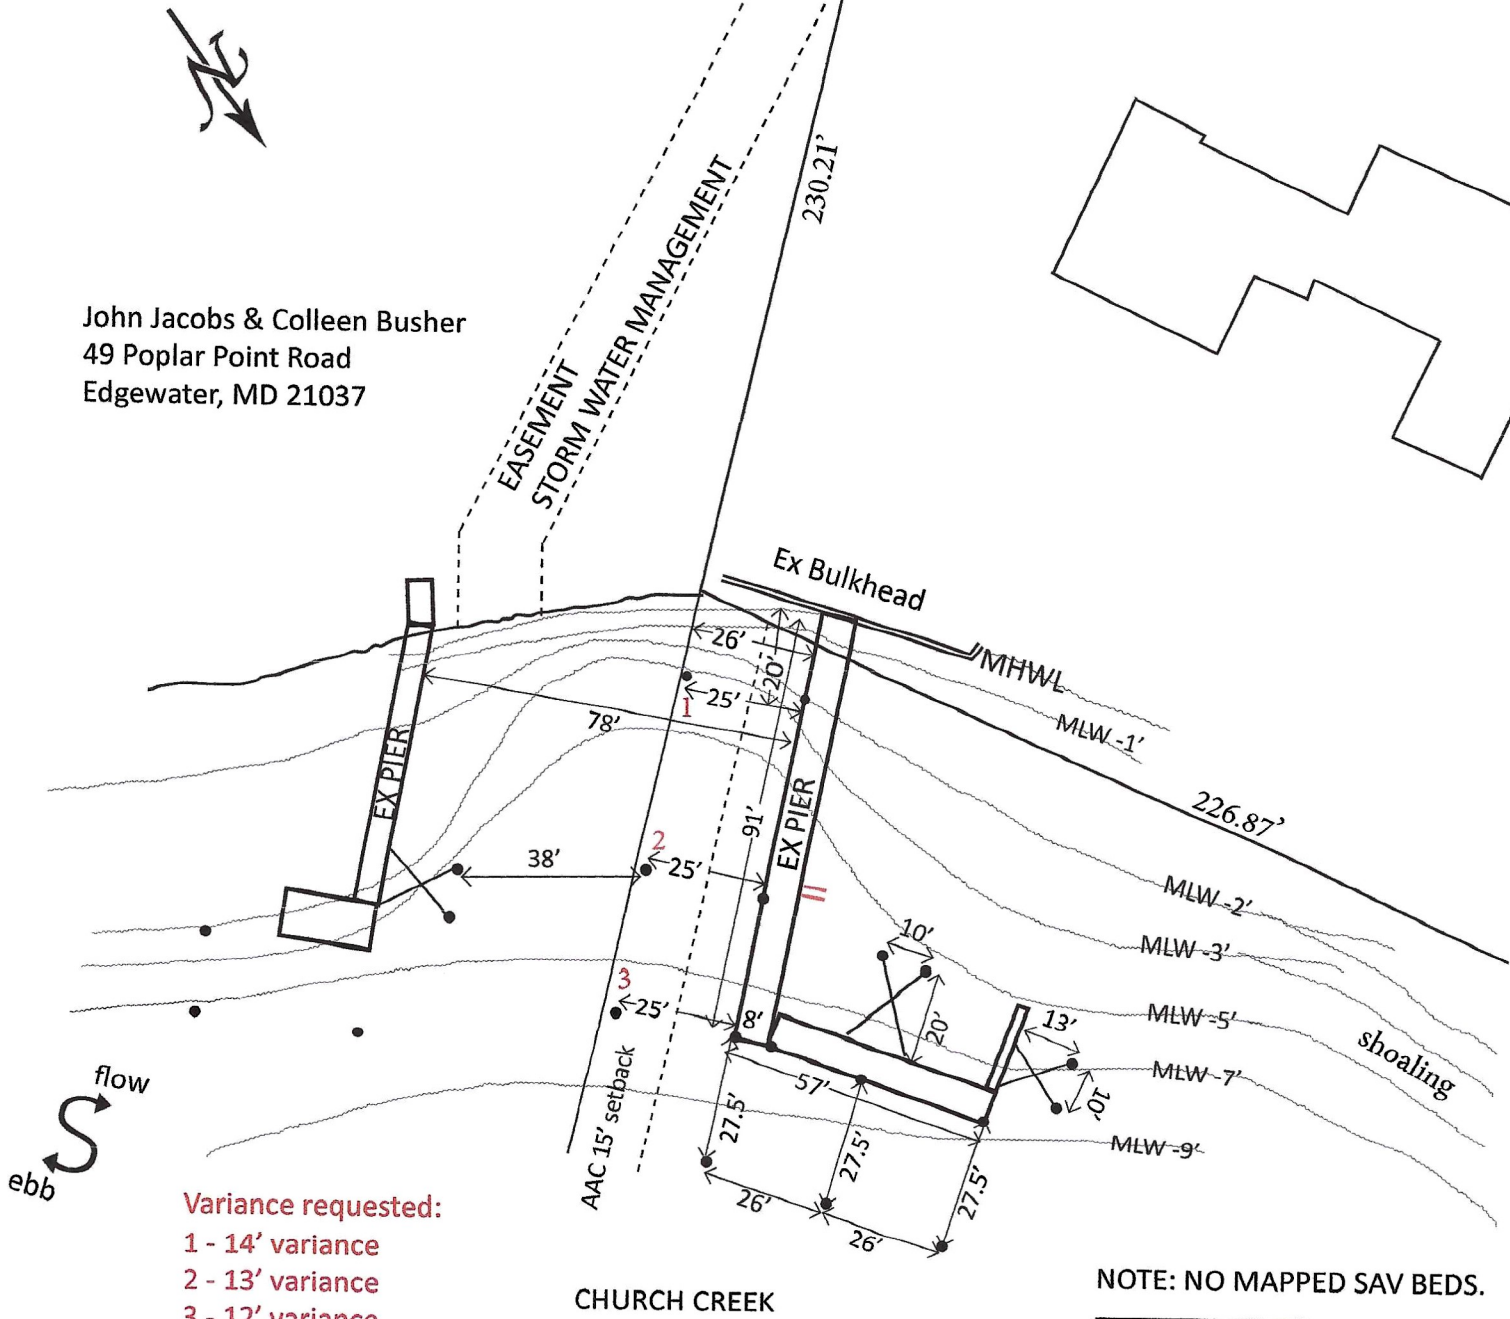 N
230.21'
EASEMENT
STORM WATER MANAGEMENT
John Jacobs & Colleen Busher
49 Poplar Point Road
Edgewater, MD 21037
Ex Bulkhead
MHWL
MLW -1'
26'
20'
25'
1
78'
EX PIER
EX PIER
91'
226.87'
2
38'
25'
MLW -2'
MLW -3'
10'
20'
3
25'
8'
MLW -5'
13'
shoaling
MLW -7'
10'
57'
AAC 15' setback
27.5'
27.5'
27.5'
MLW -9'
26'
26'
flow
S
ebb
Variance requested:
1 - 14' variance
2 - 13' variance
3 - 12' variance
CHURCH CREEK
NOTE: NO MAPPED SAV BEDS.